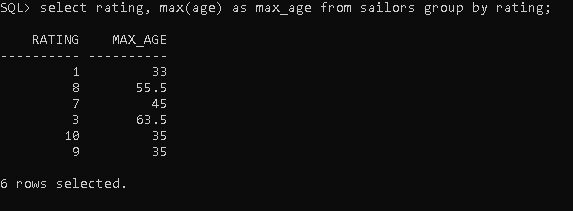 SQL> select rating, max(age) as max_age from sailors group by rating;
RATING MAX_AGE
---------- ----------
1 33
8 55.5
7 45
3 63.5
10 35
9 35
6 rows selected.